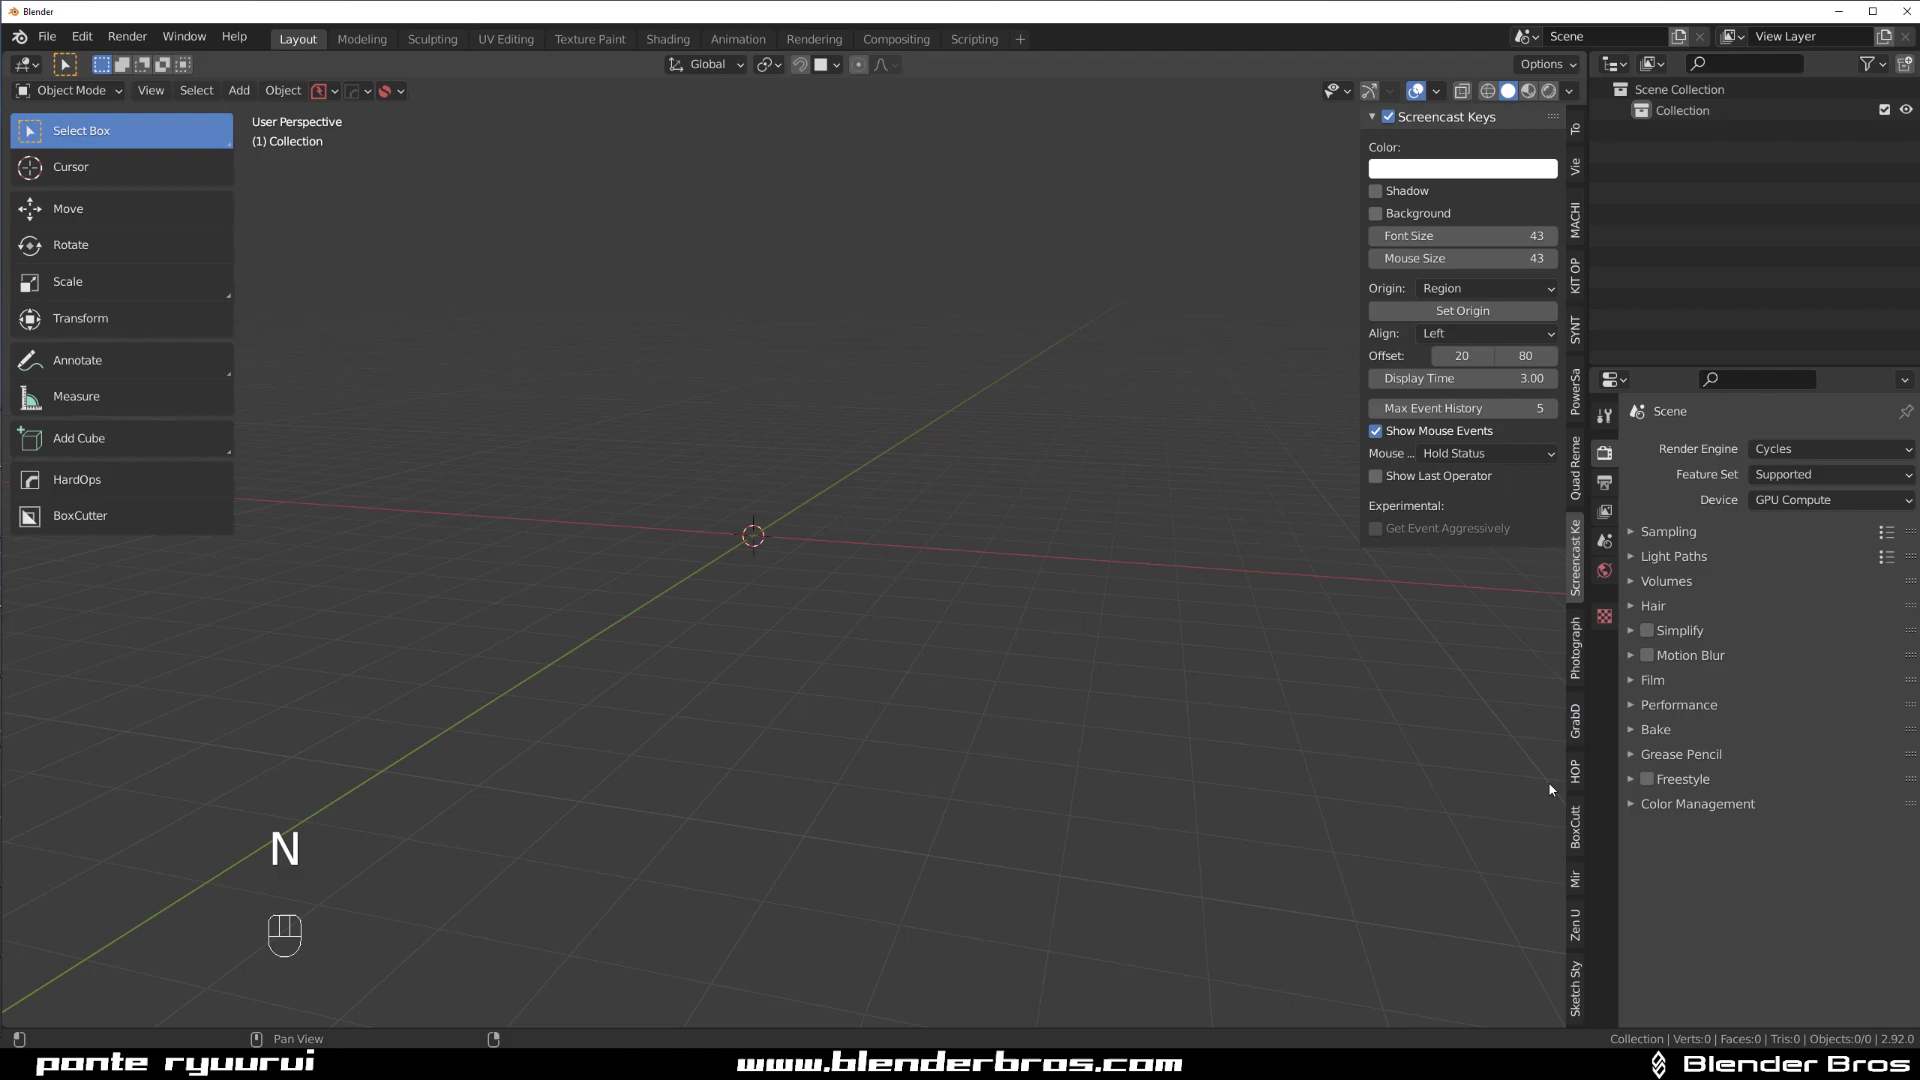 Blender
File Edit Render Window Help Layout Modeling Sculpting UV Editing Texture Paint Shading Animation Rendering Compositing Scripting + Scene View Layer
Global Options
Object Mode View Select Add Object
Select Box
Cursor
Move
Rotate
Scale
Transform
Annotate
Measure
Add Cube
HardOps
BoxCutter
User Perspective
(1) Collection
N
Screencast Keys
Color:
Shadow
Background
Font Size 43
Mouse Size 43
Origin: Region
Set Origin
Align: Left
Offset: 20 80
Display Time 3.00
Max Event History 5
Show Mouse Events
Mouse ... Hold Status
Show Last Operator
Experimental:
Get Event Aggressively
To
Vie
MACHI
KIT OP
SYNT
PowerSa
Quad Reme
Screencast Ke
Photograph
GrabD
HOP
BoxCutt
Mir
Zen U
Sketch Sty
Scene Collection
Collection
Scene
Render Engine Cycles
Feature Set Supported
Device GPU Compute
Sampling
Light Paths
Volumes
Hair
Simplify
Motion Blur
Film
Performance
Bake
Grease Pencil
Freestyle
Color Management
Pan View
Collection | Verts:0 | Faces:0 | Tris:0 | Objects:0/0 | 2.92.0
ponte ryuurui www.blenderbros.com Blender Bros